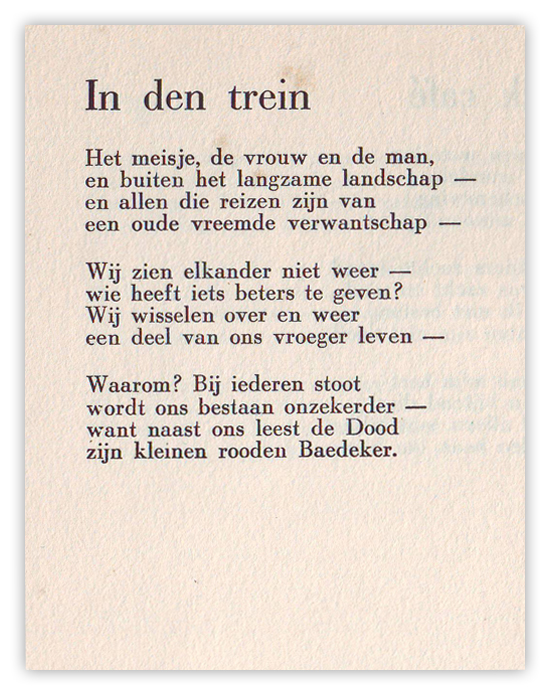 In den trein
Het meisje, de vrouw en de man,
en buiten het langzame landschap —
en allen die reizen zijn van
een oude vreemde verwantschap —
Wij zien elkander niet weer —
wie heeft iets beters te geven?
Wij wisselen over en weer
een deel van ons vroeger leven —
Waarom? Bij iederen stoot
wordt ons bestaan onzekerder —
want naast ons leest de Dood
zijn kleinen rooden Baedeker.